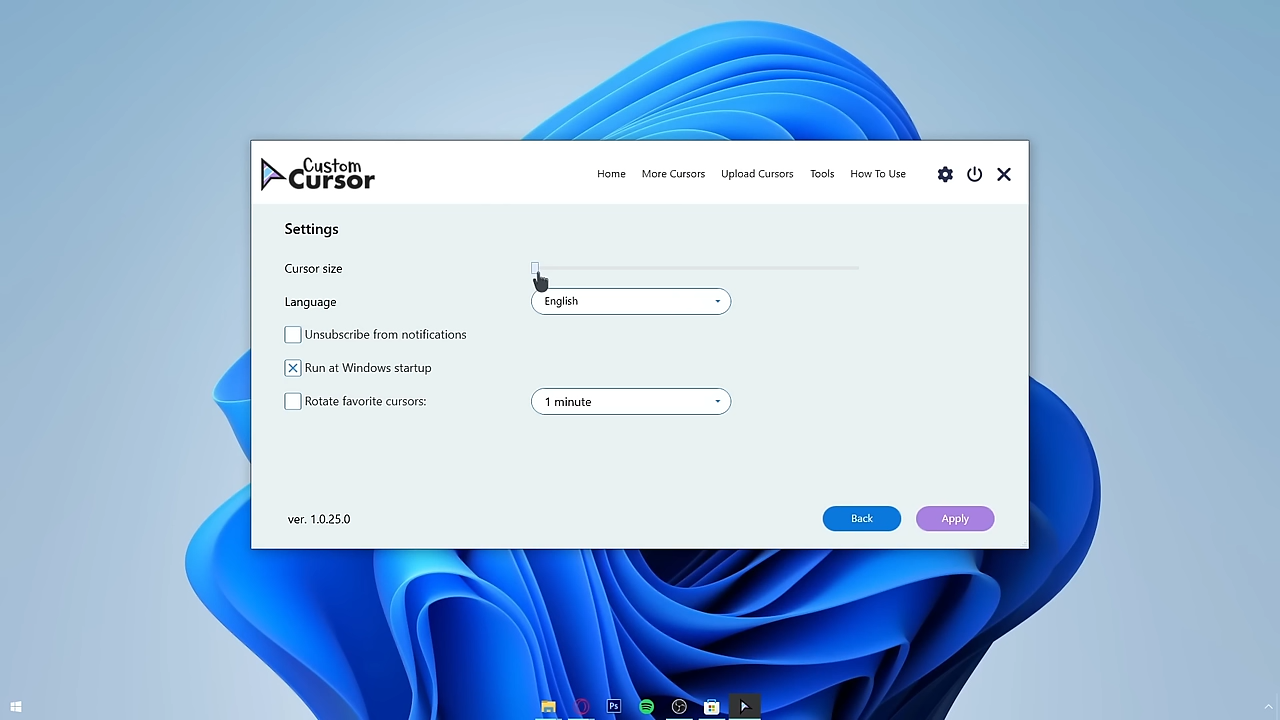 Custom
Cursor
Home More Cursors Upload Cursors Tools How To Use
Settings
Cursor size
Language English
Unsubscribe from notifications
Run at Windows startup
Rotate favorite cursors: 1 minute
ver. 1.0.25.0 Back Apply
Ps